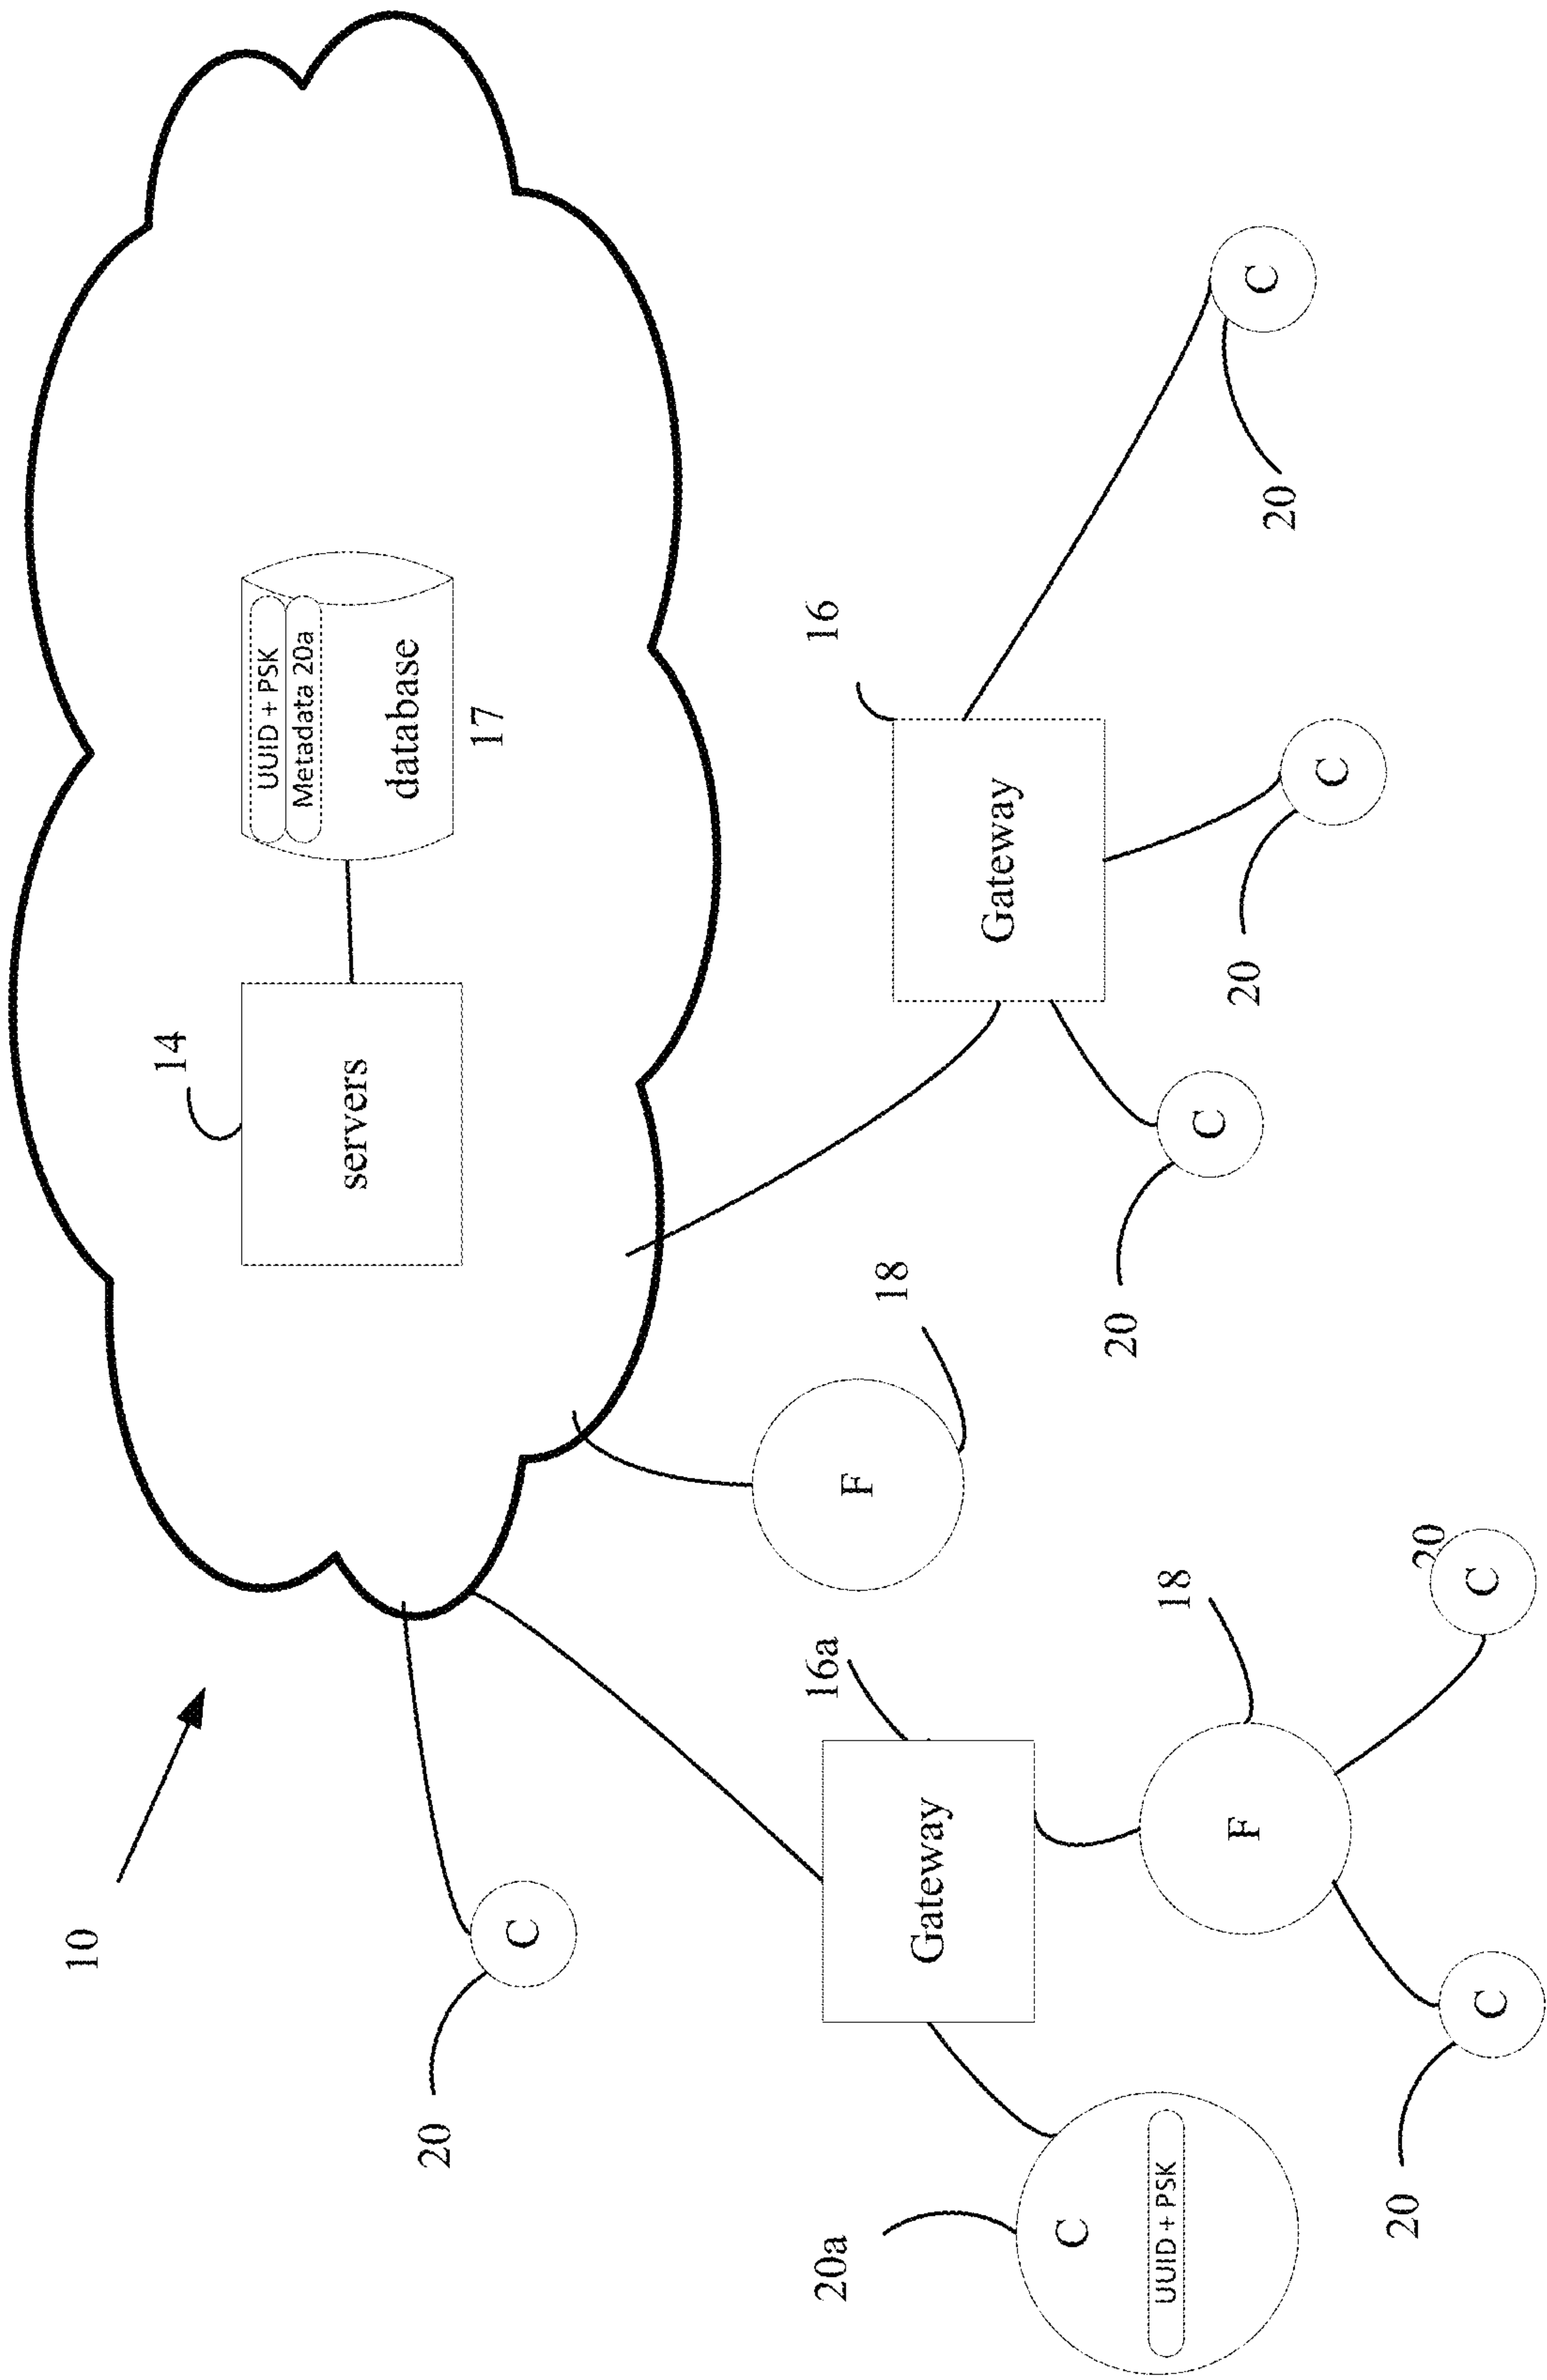 10
14
UUID + PSK
Metadata 20a
servers
database
20
17
C
20a
16a
16
F
18
Gateway
Gateway
C
20
UUID + PSK
18
C
F
20
C
20
C
20
20
C
C